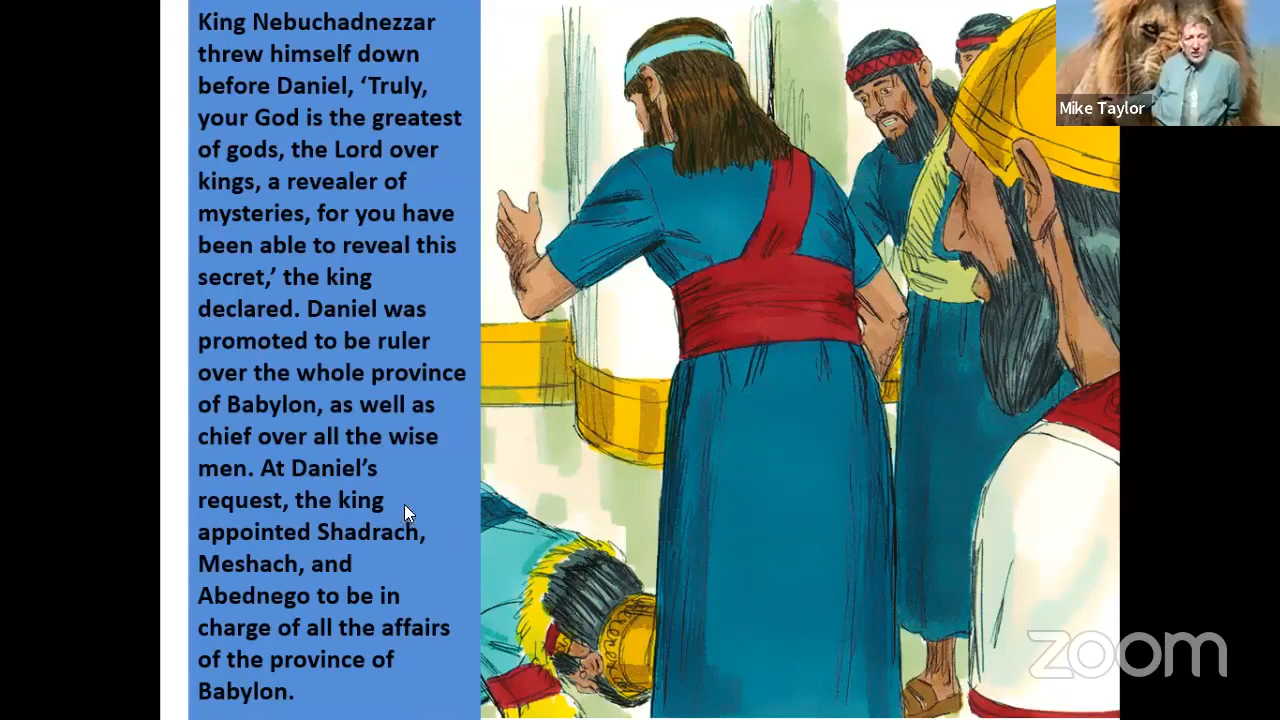 King Nebuchadnezzar
threw himself down
before Daniel, ‘Truly,
your God is the greatest
of gods, the Lord over
kings, a revealer of
mysteries, for you have
been able to reveal this
secret,’ the king
declared. Daniel was
promoted to be ruler
over the whole province
of Babylon, as well as
chief over all the wise
men. At Daniel’s
request, the king
appointed Shadrach,
Meshach, and
Abednego to be in
charge of all the affairs
of the province of
Babylon.
Mike Taylor
zoom